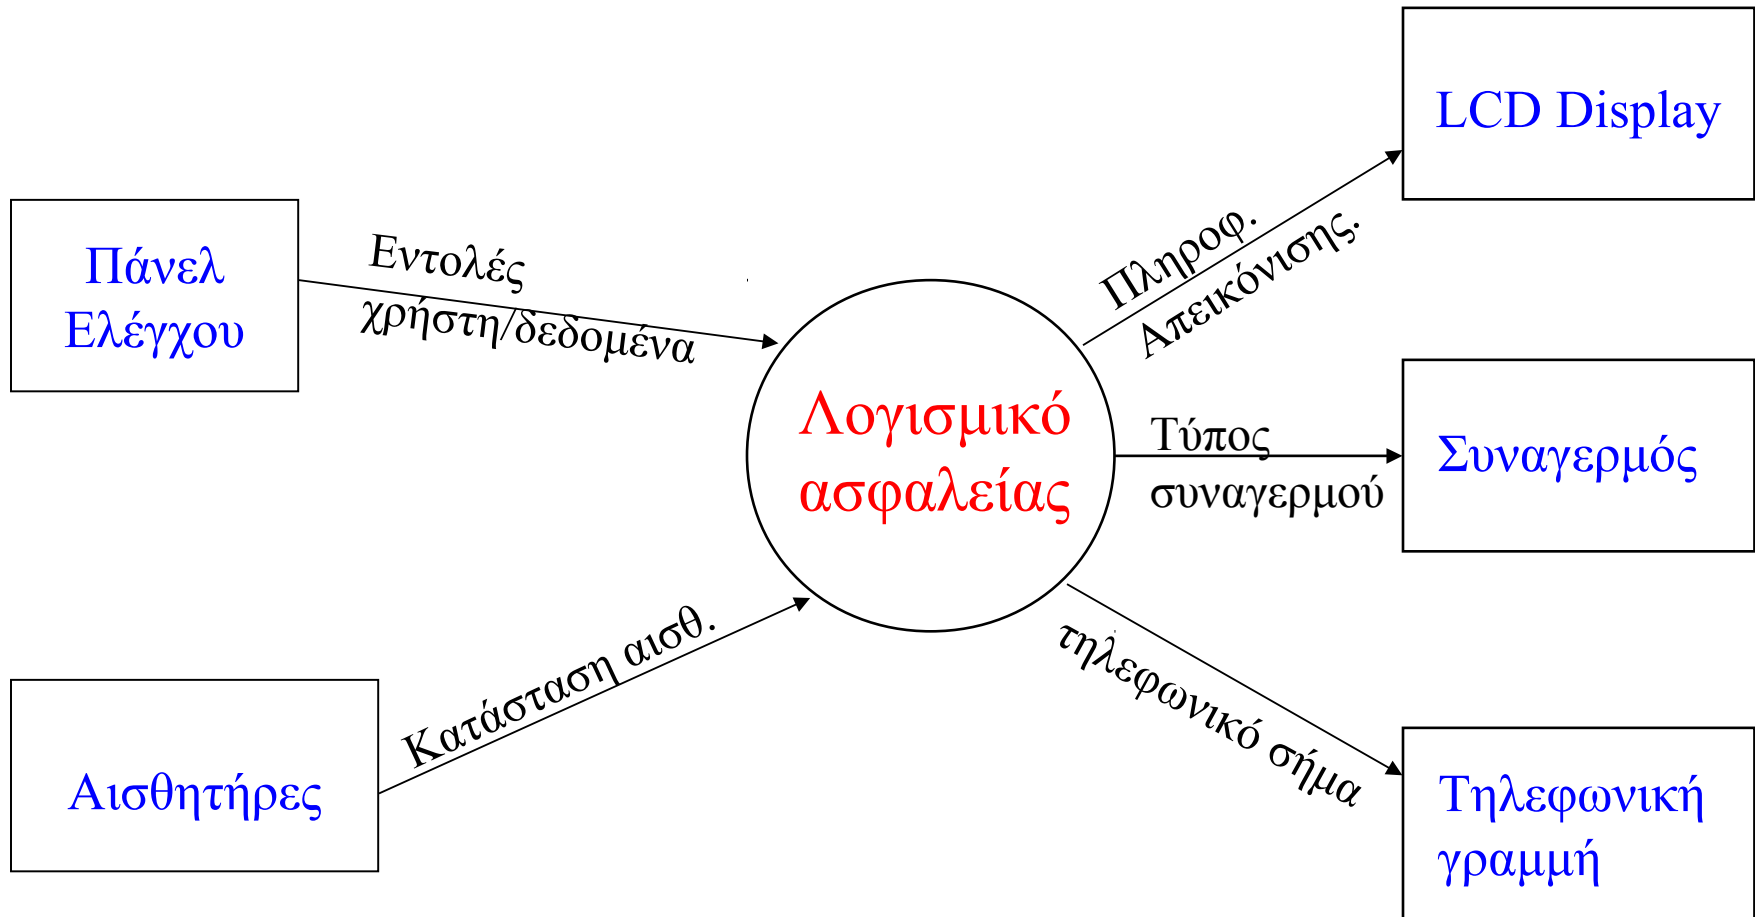 LCD Display
Πάνελ
Ελέγχου
Εντολές
χρήστη/δεδομένα
Πληροφ.
Απεικόνισης.
Λογισμικό
ασφαλείας
Τύπος
συναγερμού
Συναγερμός
Αισθητήρες
Κατάσταση αισθ.
τηλεφωνικό σήμα
Τηλεφωνική
γραμμή